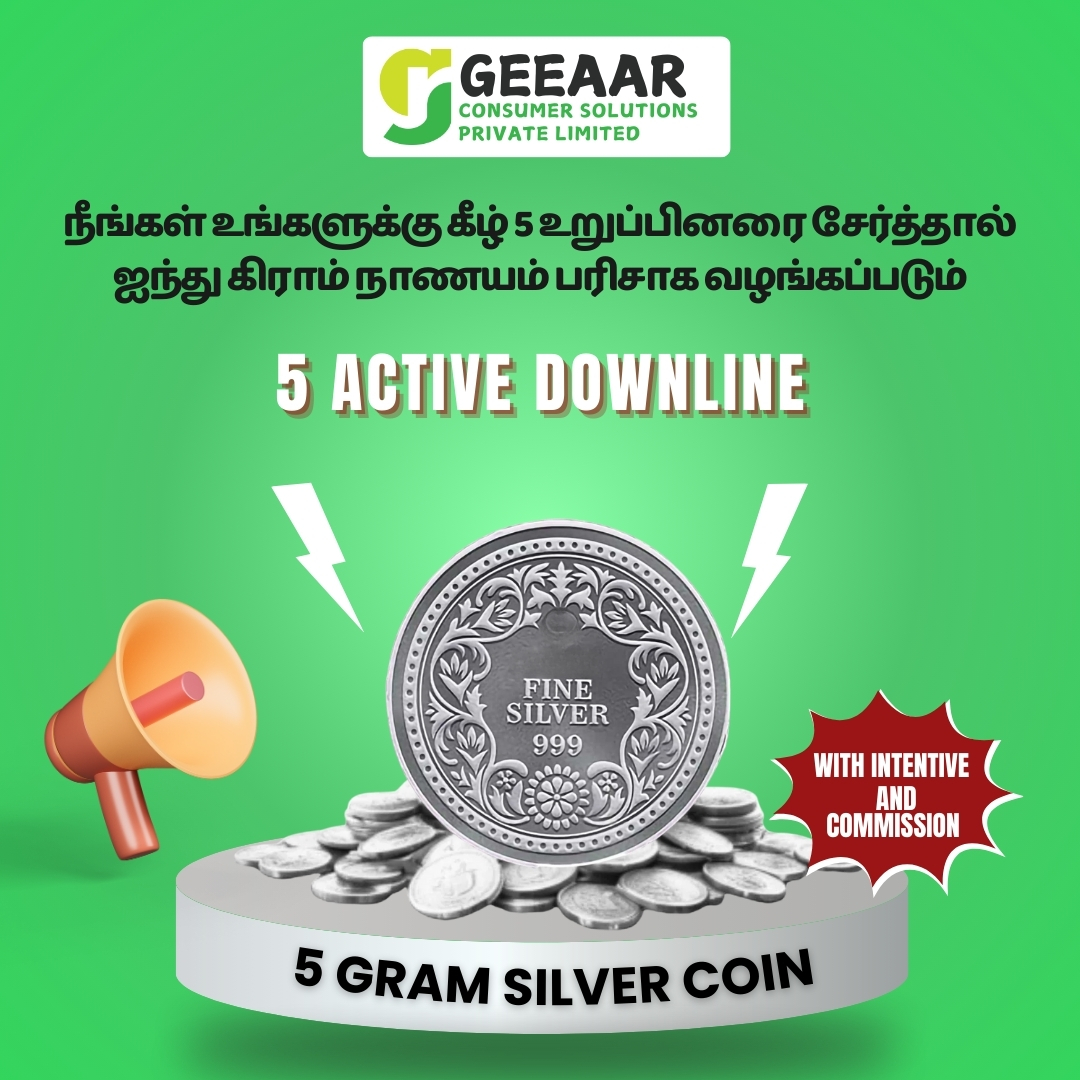 GEEAAR
CONSUMER SOLUTIONS
PRIVATE LIMITED
நீங்கள் உங்களுக்கு கீழ் 5 உறுப்பினரை சேர்த்தால்
ஐந்து கிராம் நாணயம் பரிசாக வழங்கப்படும்
5 ACTIVE DOWNLINE
FINE
SILVER
999
WITH INTENTIVE
AND
COMMISSION
5 GRAM SILVER COIN